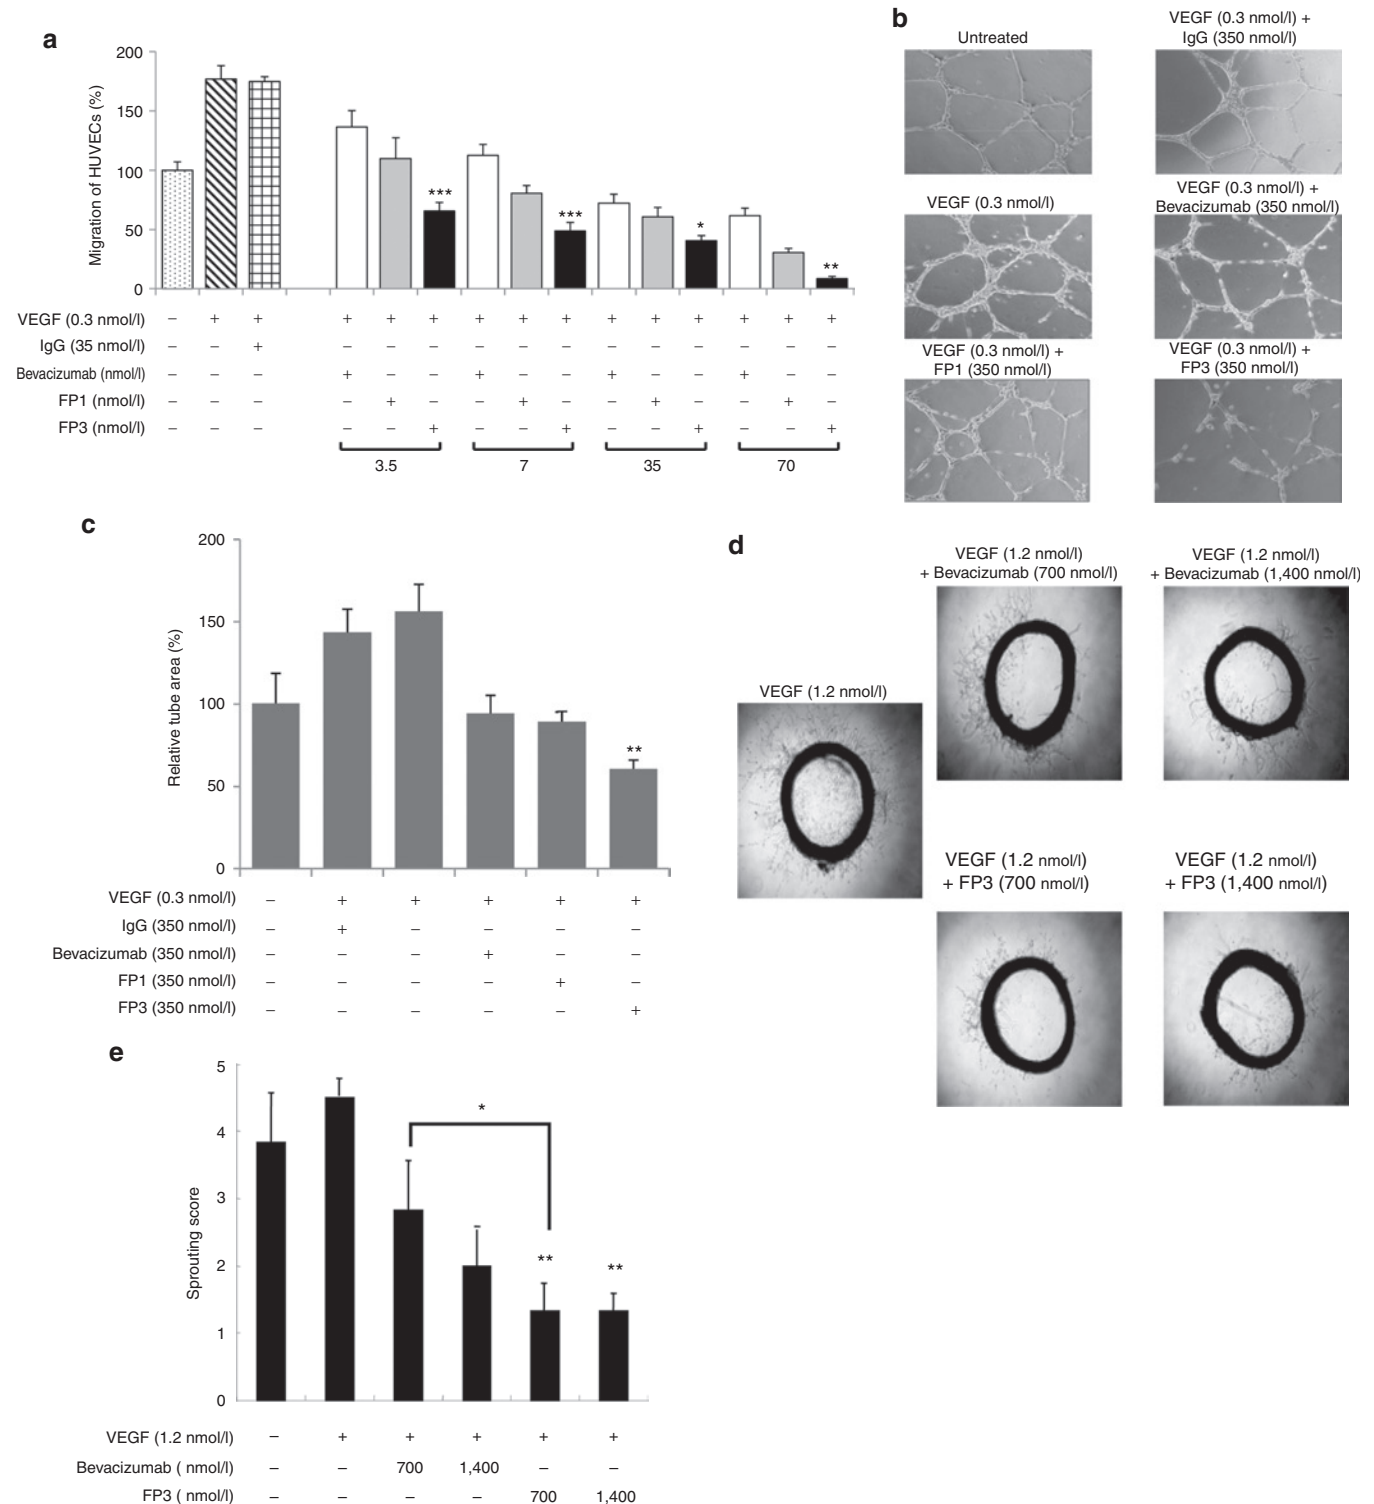 a
200
150
100
50
0
Migration of HUVECs (%)
***
***
*
**
VEGF (0.3 nmol/l) – + + + + + + + + + + + + + +
IgG (35 nmol/l) – – + – – – – – – – – – – – –
Bevacizumab (nmol/l) – – – + – – + – – + – – + – –
FP1 (nmol/l) – – – – + – – + – – + – – + –
FP3 (nmol/l) – – – – – + – – + – – + – – +
3.5 7 35 70
b
Untreated
VEGF (0.3 nmol/l) +
IgG (350 nmol/l)
VEGF (0.3 nmol/l)
VEGF (0.3 nmol/l) +
Bevacizumab (350 nmol/l)
VEGF (0.3 nmol/l) +
FP1 (350 nmol/l)
VEGF (0.3 nmol/l) +
FP3 (350 nmol/l)
c
200
150
100
50
0
Relative tube area (%)
**
VEGF (0.3 nmol/l) – + + + + +
IgG (350 nmol/l) – + – – – –
Bevacizumab (350 nmol/l) – – – + – –
FP1 (350 nmol/l) – – – – + –
FP3 (350 nmol/l) – – – – – +
d
VEGF (1.2 nmol/l)
VEGF (1.2 nmol/l)
+ Bevacizumab (700 nmol/l)
VEGF (1.2 nmol/l)
+ Bevacizumab (1,400 nmol/l)
VEGF (1.2 nmol/l)
+ FP3 (700 nmol/l)
VEGF (1.2 nmol/l)
+ FP3 (1,400 nmol/l)
e
5
4
3
2
1
0
Sprouting score
*
**
**
VEGF (1.2 nmol/l) – + + + + +
Bevacizumab ( nmol/l) – – 700 1,400 – –
FP3 ( nmol/l) – – – – 700 1,400